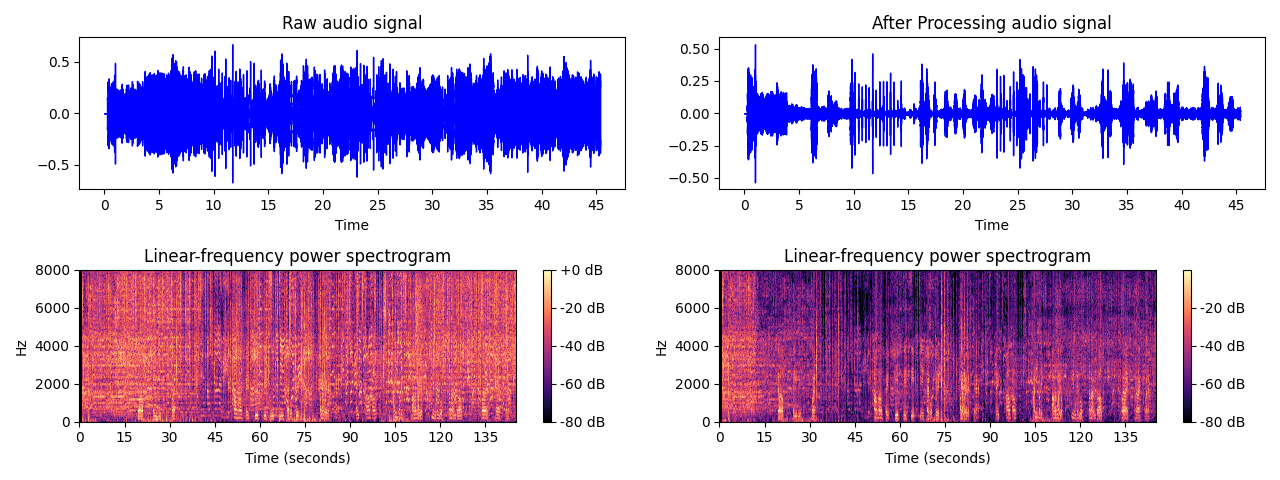 Raw audio signal
0.5
0.0
−0.5
0 5 10 15 20 25 30 35 40 45
Time
After Processing audio signal
0.50
0.25
0.00
−0.25
−0.50
0 5 10 15 20 25 30 35 40 45
Time
Linear-frequency power spectrogram
8000
6000
4000
2000
0
Hz
0 15 30 45 60 75 90 105 120 135
Time (seconds)
+0 dB
-20 dB
-40 dB
-60 dB
-80 dB
Linear-frequency power spectrogram
8000
6000
4000
2000
0
Hz
0 15 30 45 60 75 90 105 120 135
Time (seconds)
-20 dB
-40 dB
-60 dB
-80 dB